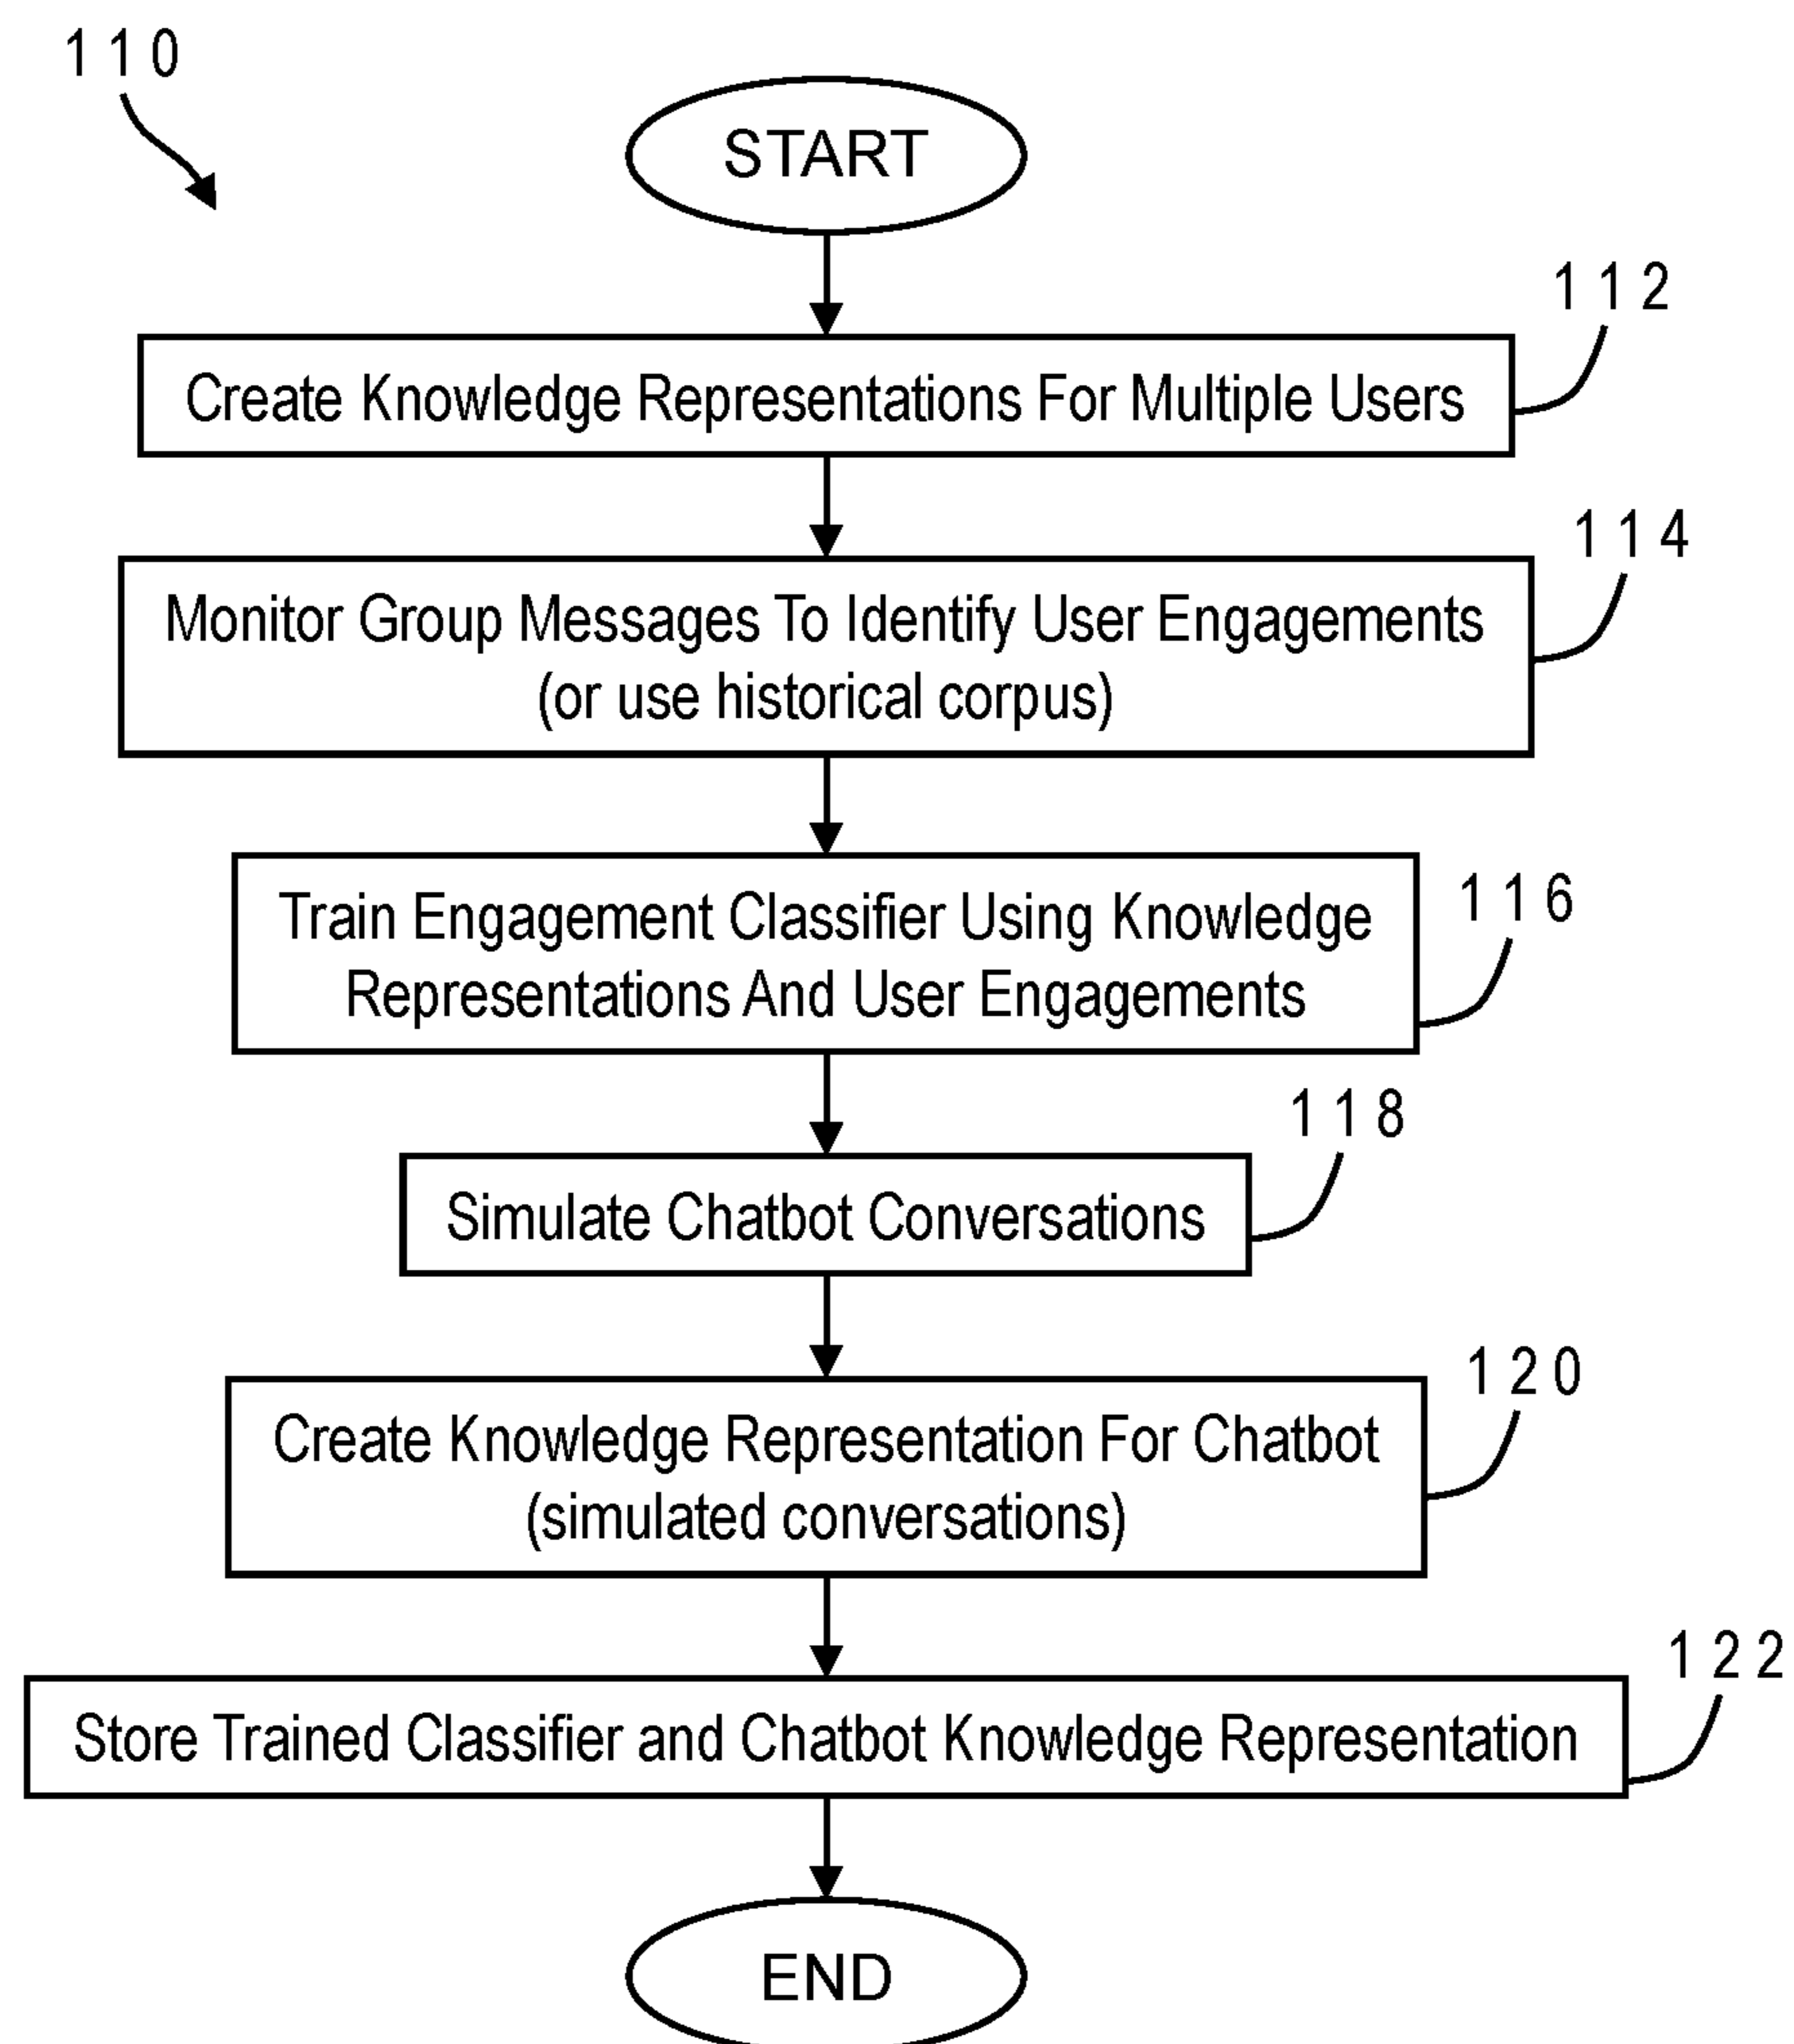 110
START
112
Create Knowledge Representations For Multiple Users
114
Monitor Group Messages To Identify User Engagements
(or use historical corpus)
116
Train Engagement Classifier Using Knowledge
Representations And User Engagements
118
Simulate Chatbot Conversations
120
Create Knowledge Representation For Chatbot
(simulated conversations)
122
Store Trained Classifier and Chatbot Knowledge Representation
END